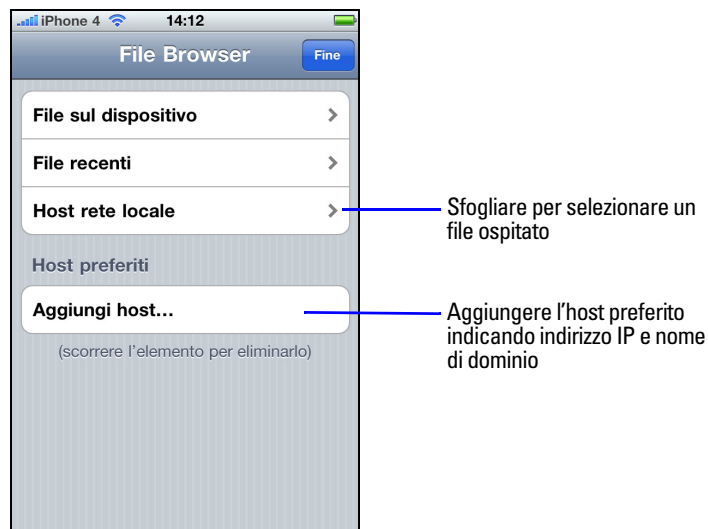 iPhone 4 14:12
File Browser
Fine
File sul dispositivo
File recenti
Host rete locale
Sfogliare per selezionare un
file ospitato
Host preferiti
Aggiungi host...
Aggiungere l'host preferito
indicando indirizzo IP e nome
di dominio
(scorrere l'elemento per eliminarlo)